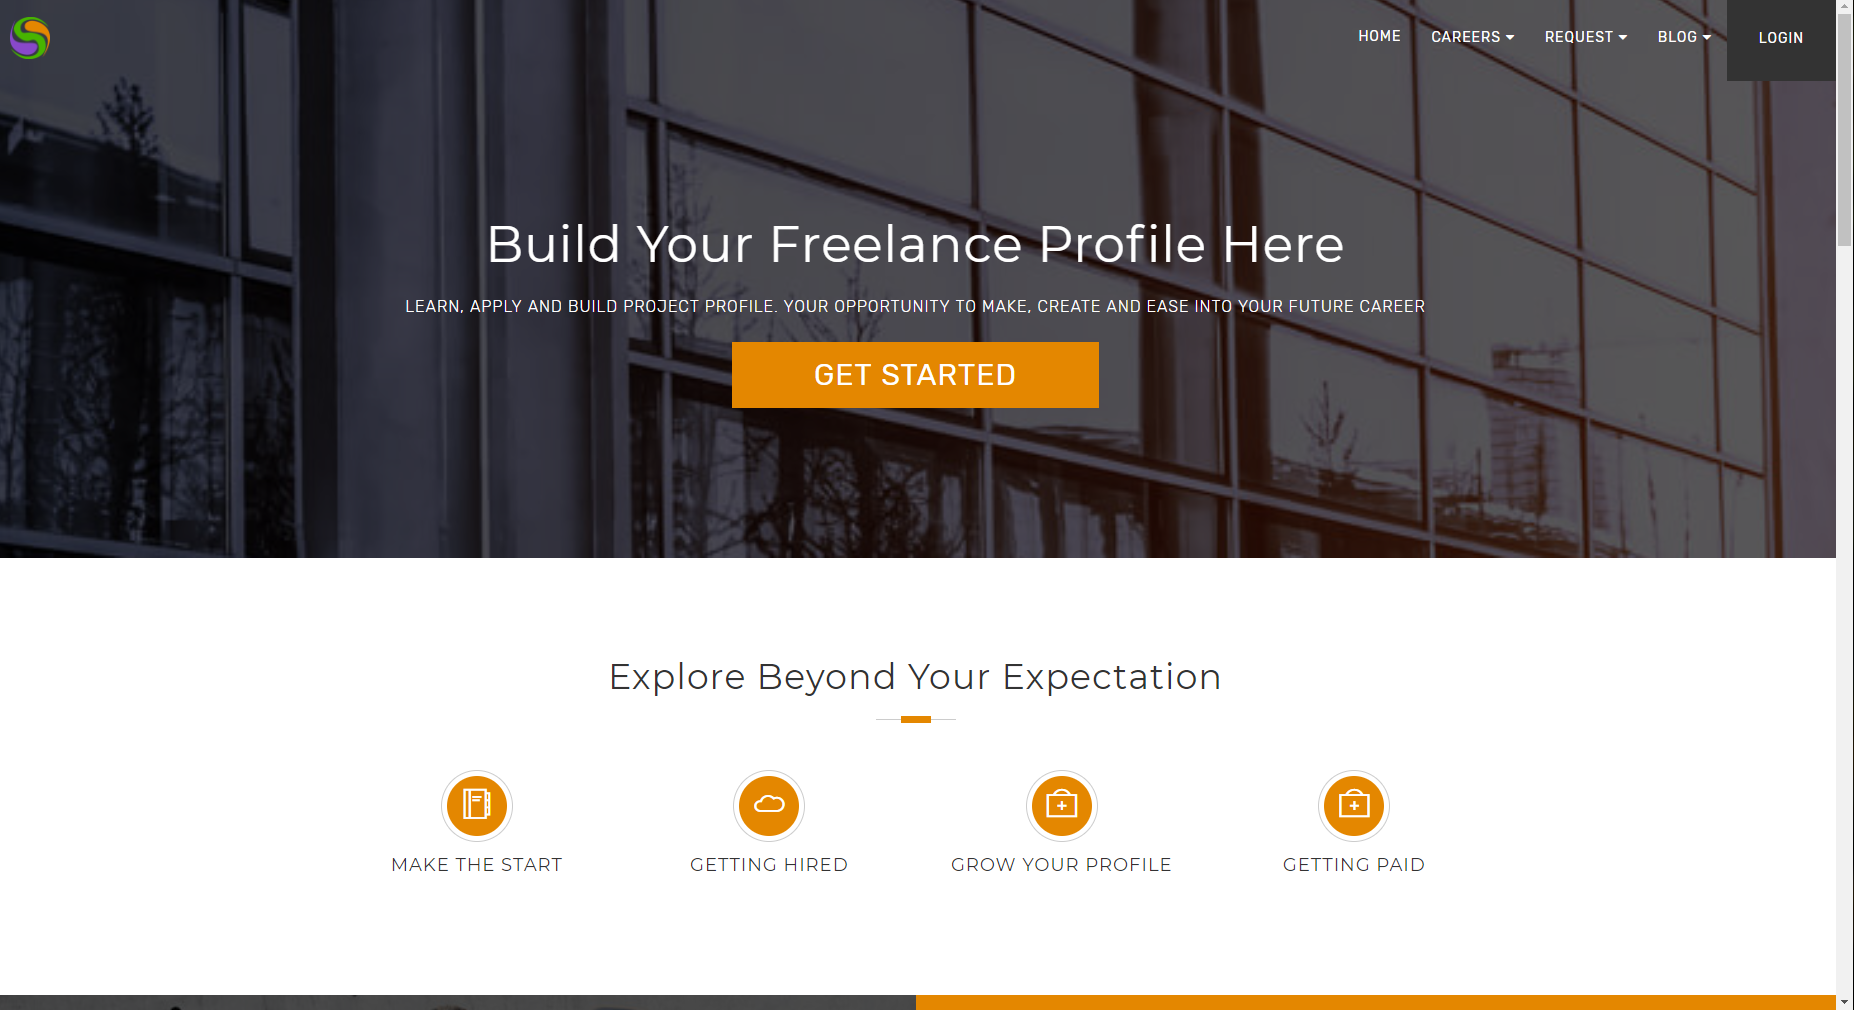 HOME
CAREERS
REQUEST
BLOG
LOGIN
Build Your Freelance Profile Here
LEARN, APPLY AND BUILD PROJECT PROFILE. YOUR OPPORTUNITY TO MAKE, CREATE AND EASE INTO YOUR FUTURE CAREER
GET STARTED
Explore Beyond Your Expectation
MAKE THE START
GETTING HIRED
GROW YOUR PROFILE
GETTING PAID